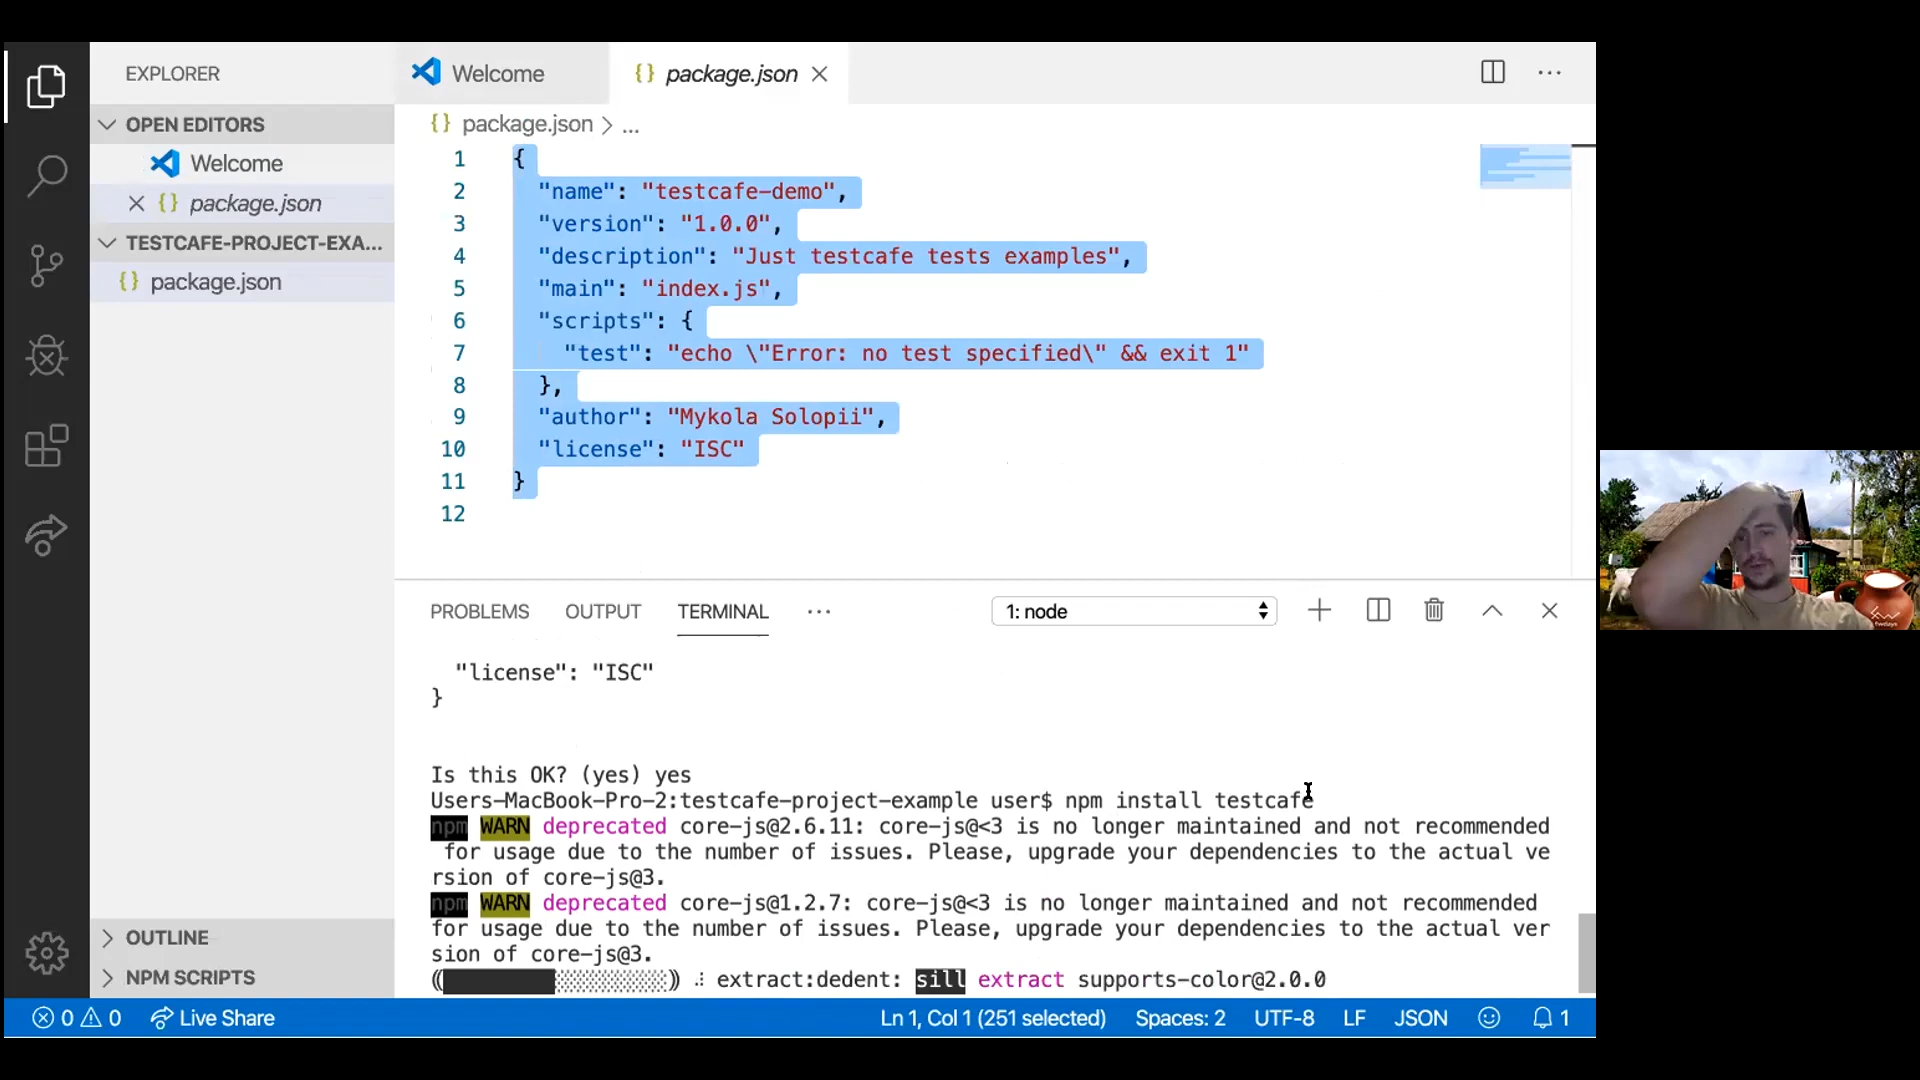 EXPLORER
OPEN EDITORS
Welcome
package.json
TESTCAFE-PROJECT-EXA...
package.json
OUTLINE
NPM SCRIPTS
Welcome
package.json
package.json > ...
1 {
2 "name": "testcafe-demo",
3 "version": "1.0.0",
4 "description": "Just testcafe tests examples",
5 "main": "index.js",
6 "scripts": {
7 "test": "echo \"Error: no test specified\" && exit 1"
8 },
9 "author": "Mykola Solopii",
10 "license": "ISC"
11 }
12
PROBLEMS OUTPUT TERMINAL ... 1: node
"license": "ISC"
}
Is this OK? (yes) yes
Users-MacBook-Pro-2:testcafe-project-example user$ npm install testcafe
npm WARN deprecated core-js@2.6.11: core-js@<3 is no longer maintained and not recommended
for usage due to the number of issues. Please, upgrade your dependencies to the actual ve
rsion of core-js@3.
npm WARN deprecated core-js@1.2.7: core-js@<3 is no longer maintained and not recommended
for usage due to the number of issues. Please, upgrade your dependencies to the actual ver
sion of core-js@3.
extract:dedent: sill extract supports-color@2.0.0
0 0 Live Share Ln 1, Col 1 (251 selected) Spaces: 2 UTF-8 LF JSON 1
fwdays